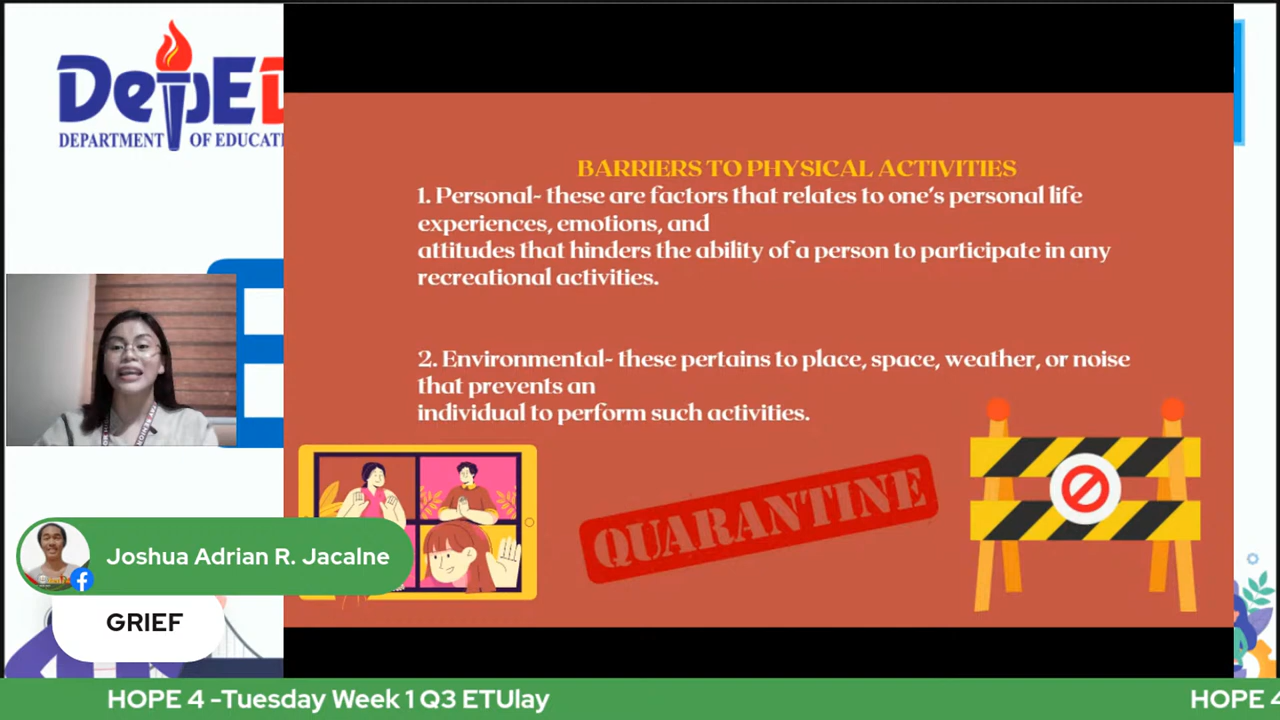 DepED
DEPARTMENT OF EDUCATI
BARRIERS TO PHYSICAL ACTIVITIES
1. Personal- these are factors that relates to one's personal life
experiences, emotions, and
attitudes that hinders the ability of a person to participate in any
recreational activities.
2. Environmental- these pertains to place, space, weather, or noise
that prevents an
individual to perform such activities.
QUARANTINE
Joshua Adrian R. Jacalne
GRIEF
HOPE 4 -Tuesday Week 1 Q3 ETUlay
HOPE 4